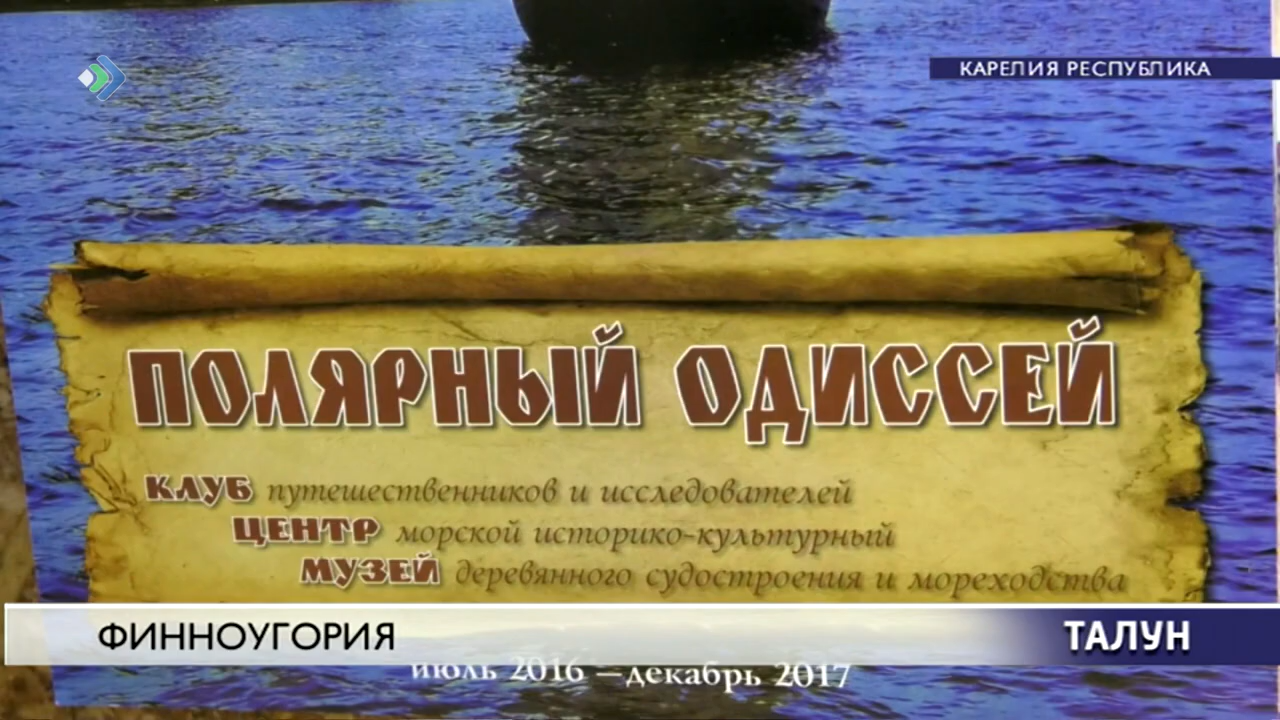 КАРЕЛИЯ РЕСПУБЛИКА
ПОЛЯРНЫЙ ОДИССЕЙ
КЛУБ путешественников и исследователей
ЦЕНТР морской историко-культурный
МУЗЕЙ деревянного судостроения и мореходства
ФИННОУГОРИЯ
ТАЛУН
июль 2016 – декабрь 2017